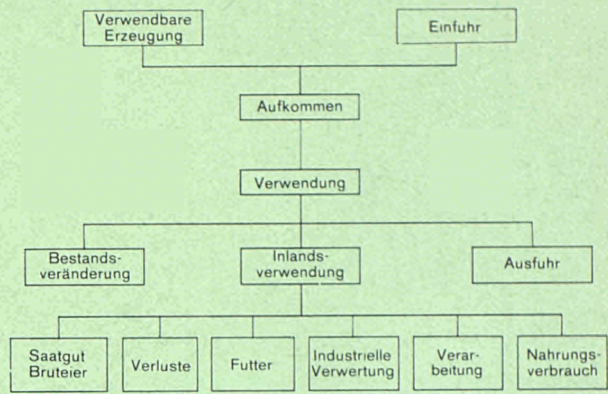 Verwendbare
Erzeugung
Einfuhr
Aufkommen
Verwendung
Bestands-
veränderung
Inlands-
verwendung
Ausfuhr
Saatgut
Bruteier
Verluste
Futter
Industrielle
Verwertung
Verar-
beitung
Nahrungs-
verbrauch